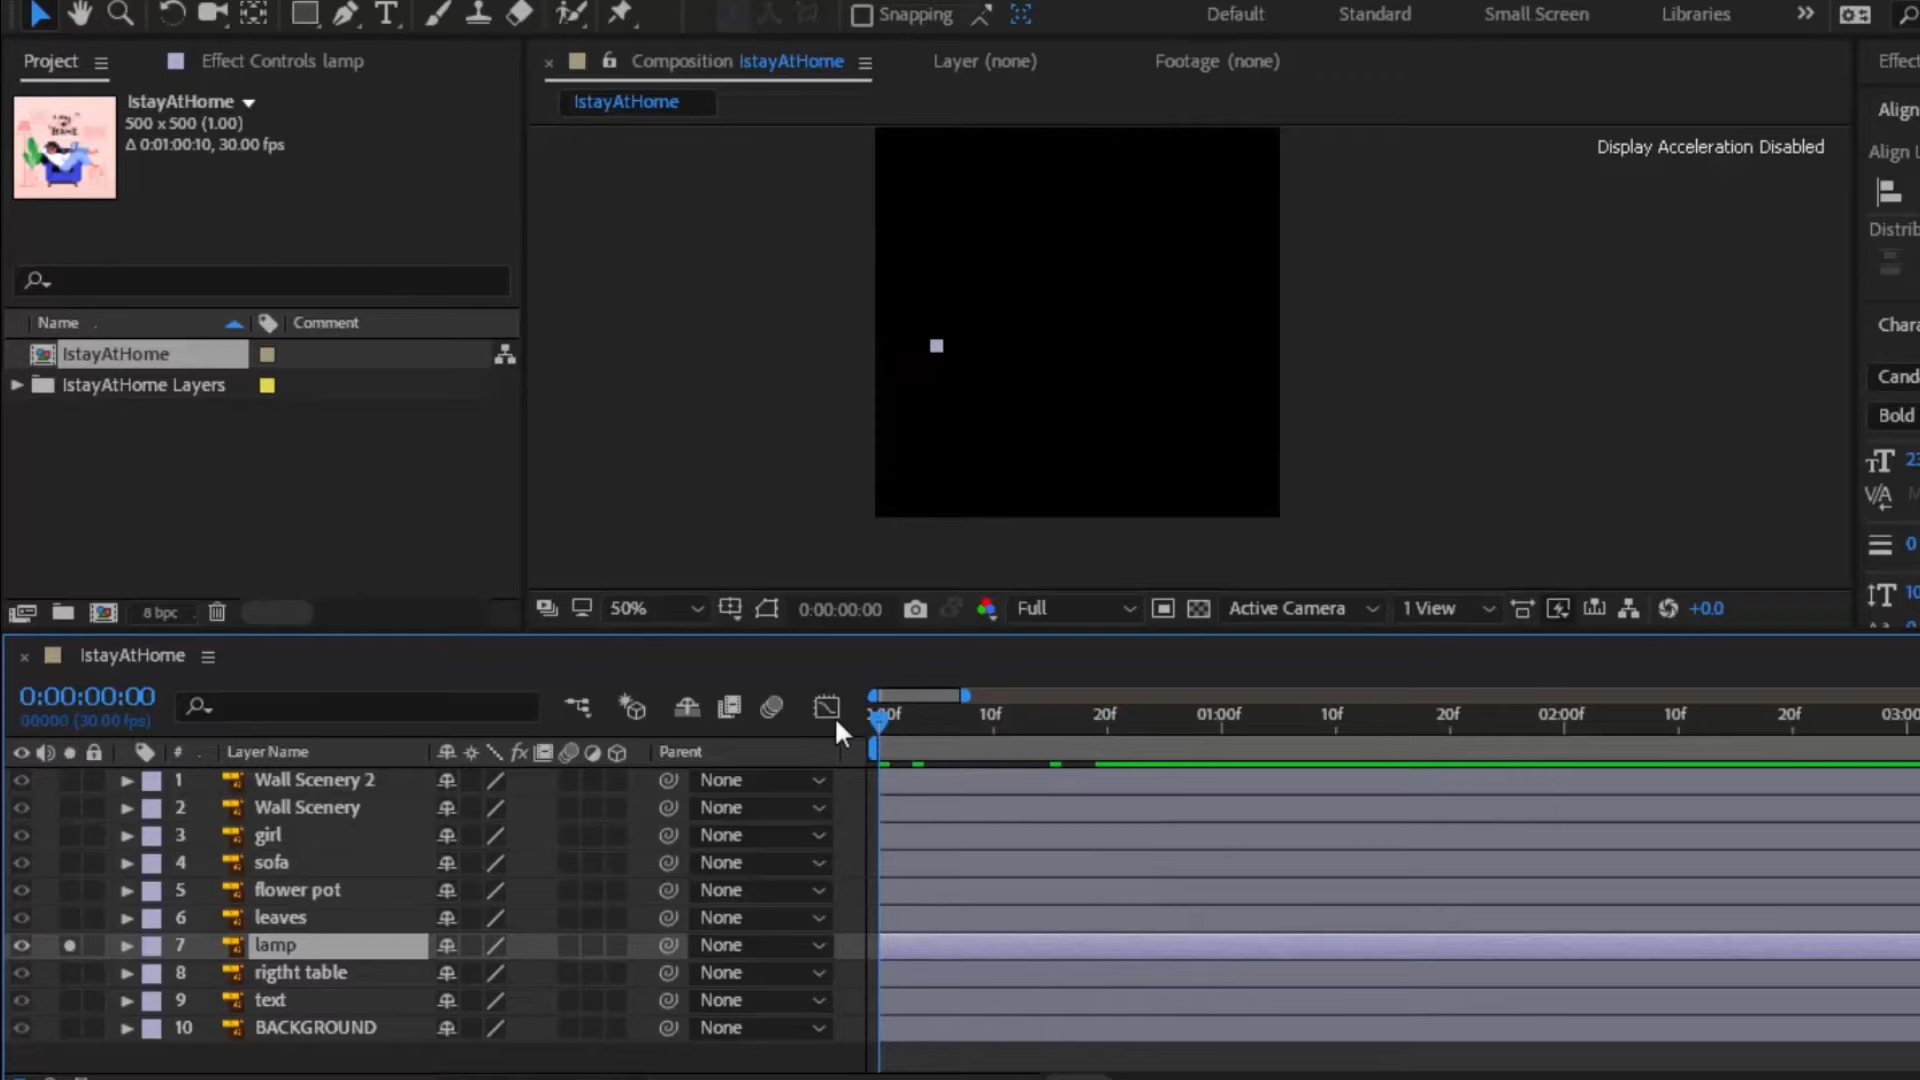 Snapping
Default
Standard
Small Screen
Libraries
Project
Effect Controls lamp
Composition IstayAtHome
Layer (none)
Footage (none)
Effect
IstayAtHome
500 x 500 (1.00)
Δ 0:01:00:10, 30.00 fps
IstayAtHome
Display Acceleration Disabled
Align
Align L
Distrib
Name
Comment
IstayAtHome
IstayAtHome Layers
Chara
Cand
Bold
8 bpc
50%
0:00:00:00
Full
Active Camera
1 View
+0.0
IstayAtHome
0:00:00:00
00000 (30.00 fps)
:00f
10f
20f
01:00f
10f
20f
02:00f
10f
20f
03:00
#
Layer Name
fx
Parent
1 Wall Scenery 2 None
2 Wall Scenery None
3 girl None
4 sofa None
5 flower pot None
6 leaves None
7 lamp None
8 rigtht table None
9 text None
10 BACKGROUND None